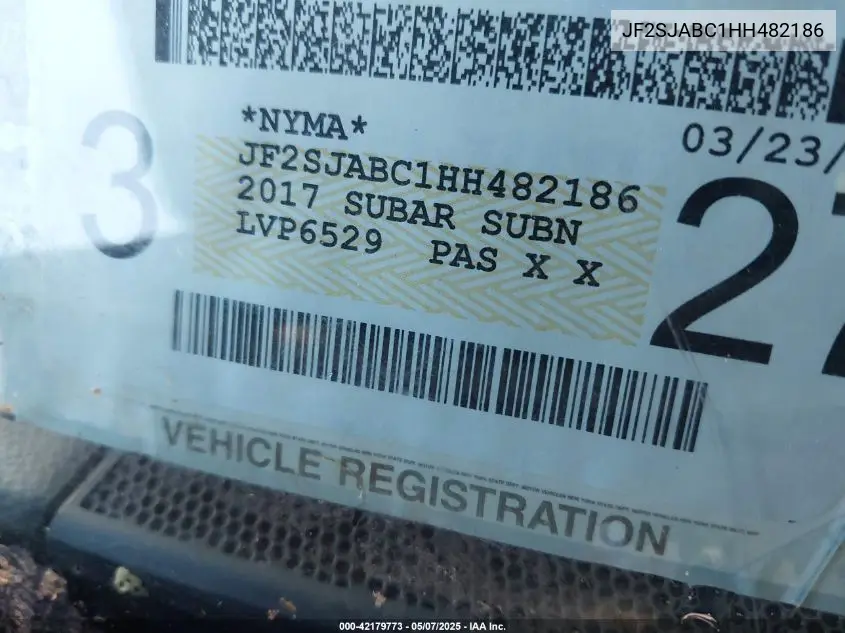 JF2SJABC1HH482186
3
*NYMA*
03/23/
JF2SJABC1HH482186
2017 SUBAR SUBN
LVP6529 PAS X X
2
VEHICLE REGISTRATION
000-42179773 - 05/07/2025 - IAA Inc.